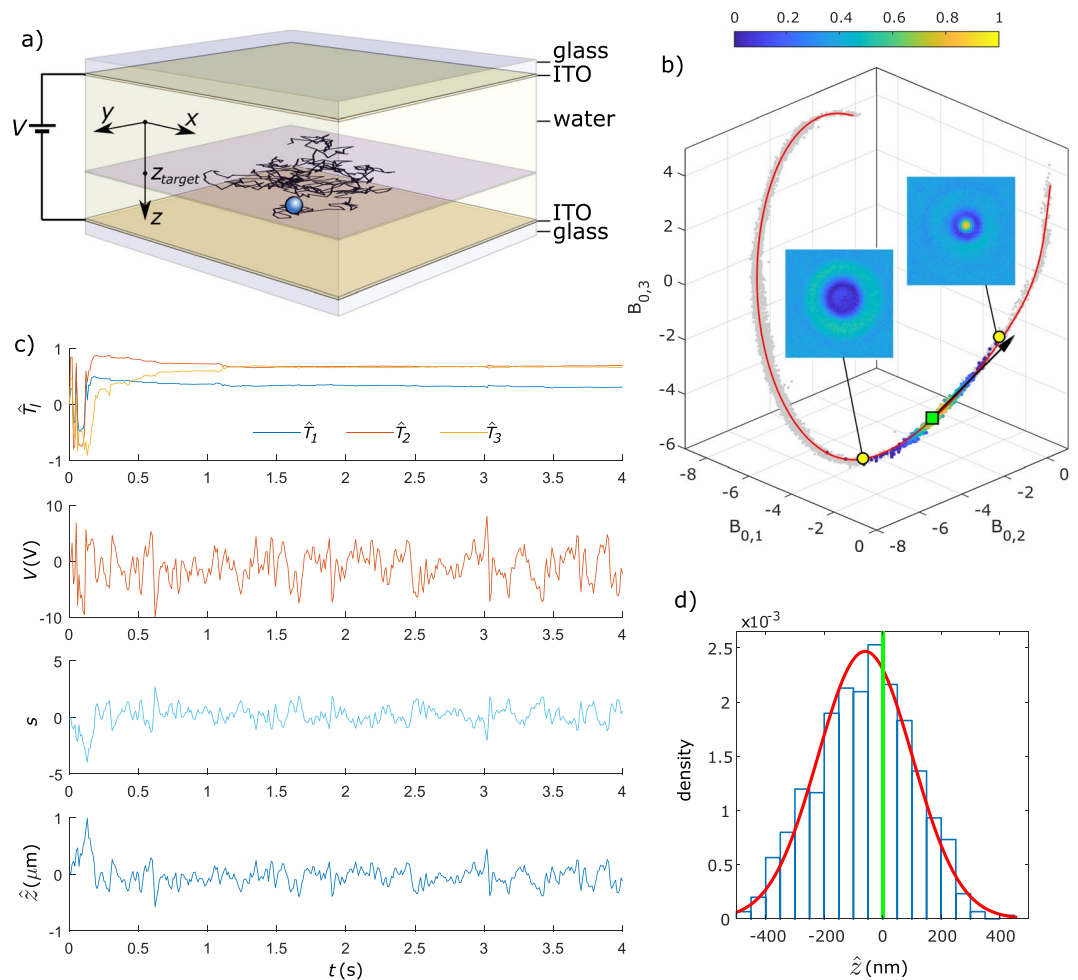 a)
glass
ITO
water
V
y
x
z_target
z
ITO
glass
0 0.2 0.4 0.6 0.8 1
b)
4
2
0
-2
-4
-6
B_0,3
-8
-6
-4
-2
0
B_0,1
-8
-6
-4
-2
0
B_0,2
c)
1
0
-1
T̂_l
T̂_1 T̂_2 T̂_3
0 0.5 1 1.5 2 2.5 3 3.5 4
10
0
-10
V(V)
0 0.5 1 1.5 2 2.5 3 3.5 4
5
0
-5
s
0 0.5 1 1.5 2 2.5 3 3.5 4
1
0
-1
ẑ(μm)
0 0.5 1 1.5 2 2.5 3 3.5 4
t(s)
d)
x10^-3
2.5
2
1.5
1
0.5
0
density
-400 -200 0 200 400
ẑ(nm)